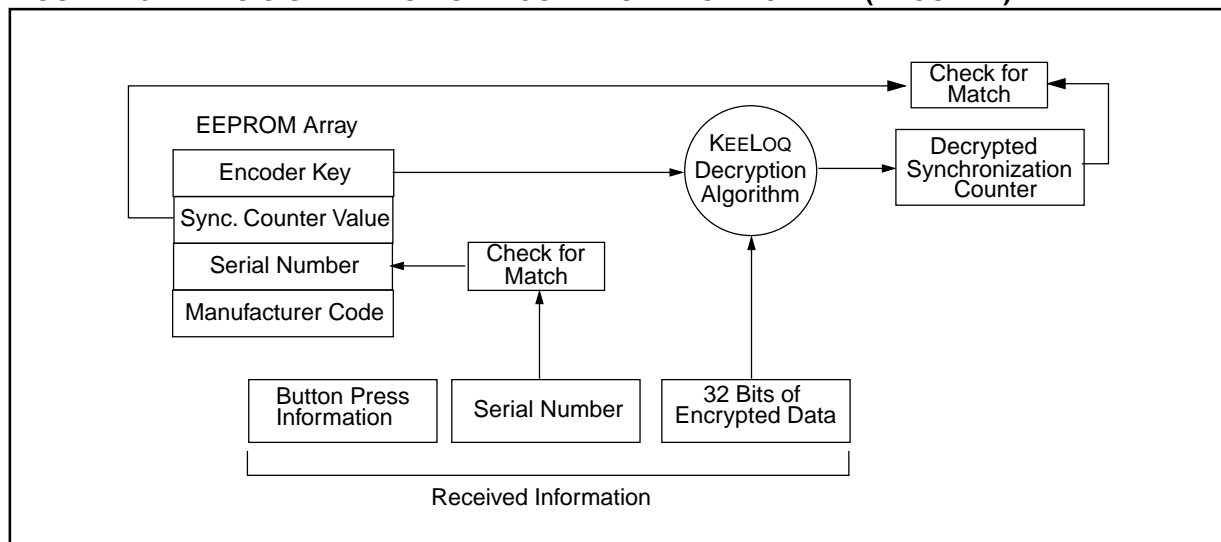 Check for
Match
EEPROM Array
Encoder Key
Sync. Counter Value
Serial Number
Manufacturer Code
KEELOQ
Decryption
Algorithm
Decrypted
Synchronization
Counter
Check for
Match
Button Press
Information
Serial Number
32 Bits of
Encrypted Data
Received Information